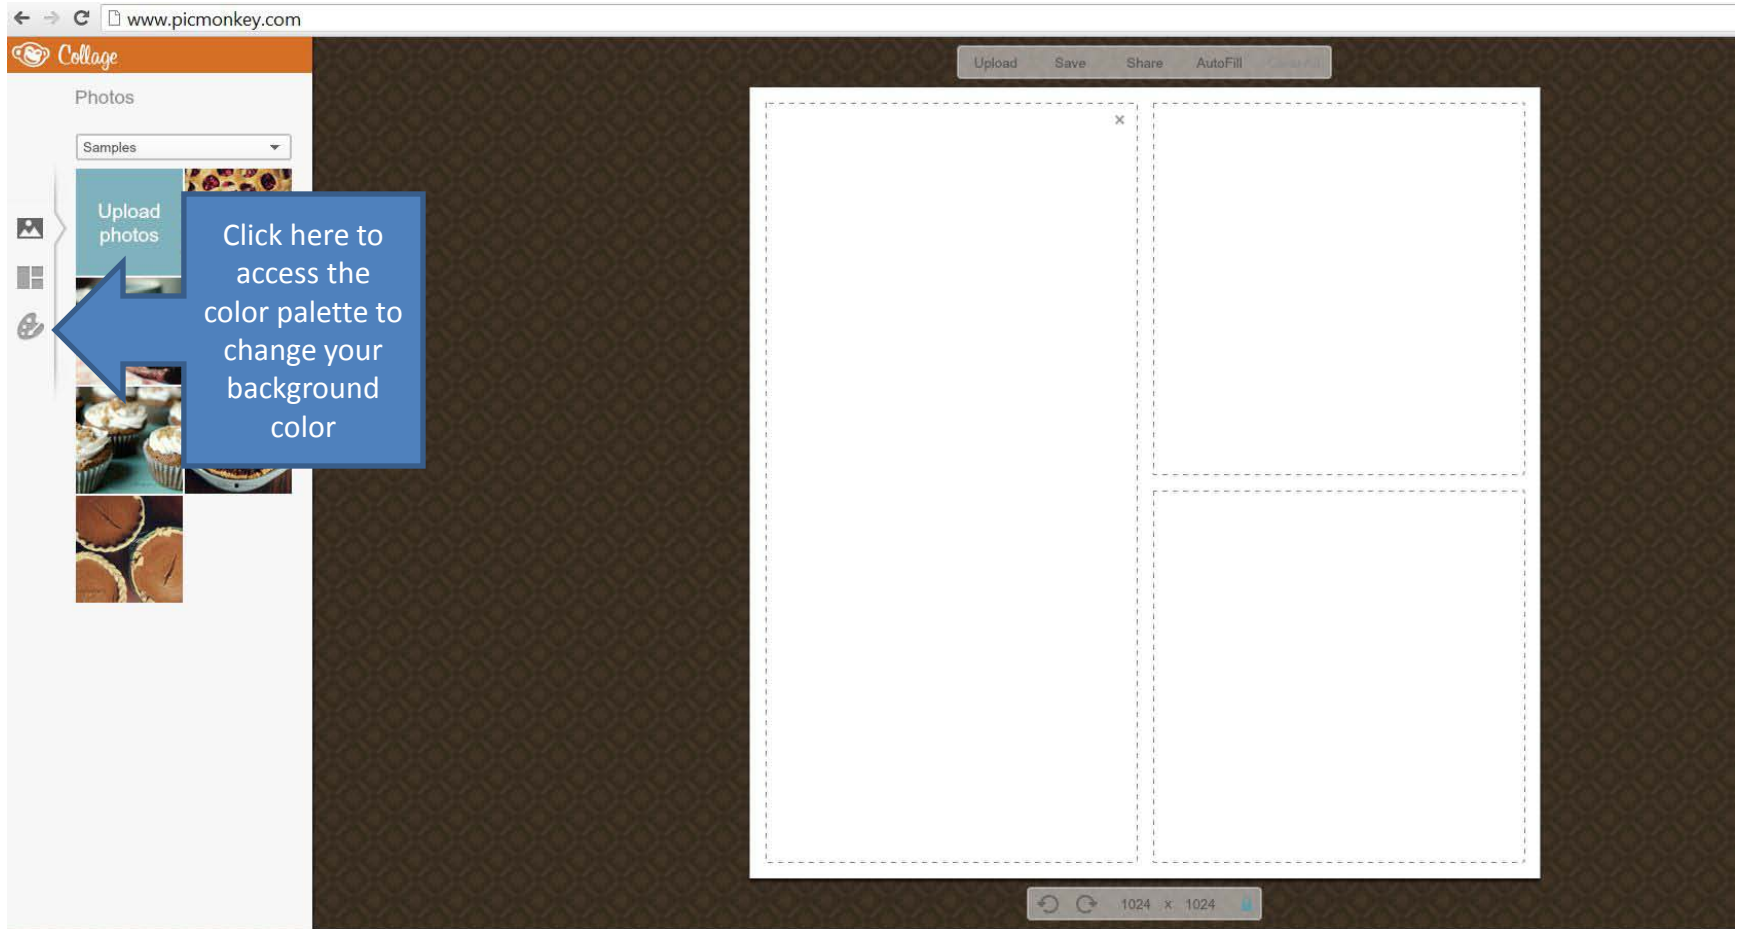 www.picmonkey.com
Collage
Upload Save Share AutoFill
Photos
Samples
Upload
photos
Click here to
access the
color palette to
change your
background
color
1024 x 1024